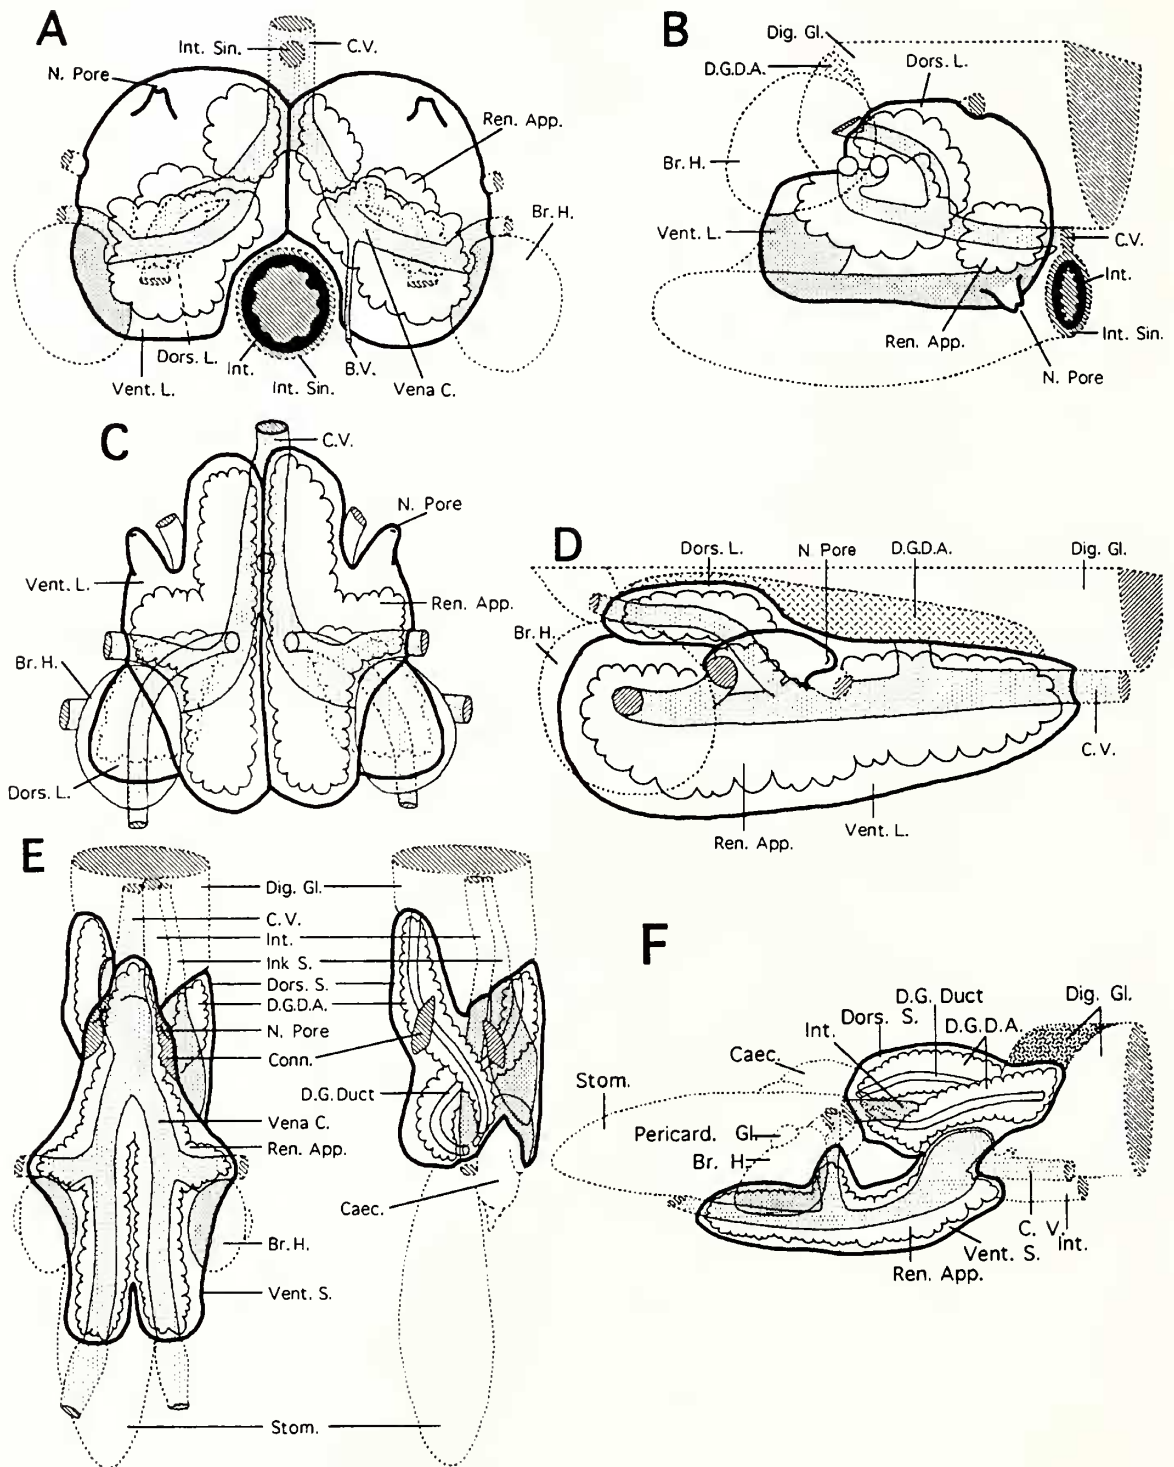 A
Int. Sin.
C.V.
N. Pore
Ren. App.
Br. H.
Dors. L.
Int.
B.V.
Vent. L.
Int. Sin.
Vena C.
B
Dig. Gl.
D.G.D.A.
Dors. L.
Br. H.
Vent. L.
C.V.
Int.
Ren. App.
Int. Sin.
N. Pore
C
C.V.
N. Pore
Vent. L.
Ren. App.
Br. H.
Dors. L.
D
Dors. L.
N. Pore
D.G.D.A.
Dig. Gl.
Br. H.
C.V.
Vent. L.
Ren. App.
E
Dig. Gl.
C.V.
Int.
Ink S.
Dors. S.
D.G.D.A.
N. Pore
Conn.
D.G. Duct
Vena C.
Ren. App.
Caec.
Br. H.
Vent. S.
Stom.
F
D.G. Duct
Dig. Gl.
Dors. S.
D.G.D.A.
Int.
Caec.
Stom.
Pericard. Gl.
Br. H.
C. V.
Int.
Vent. S.
Ren. App.